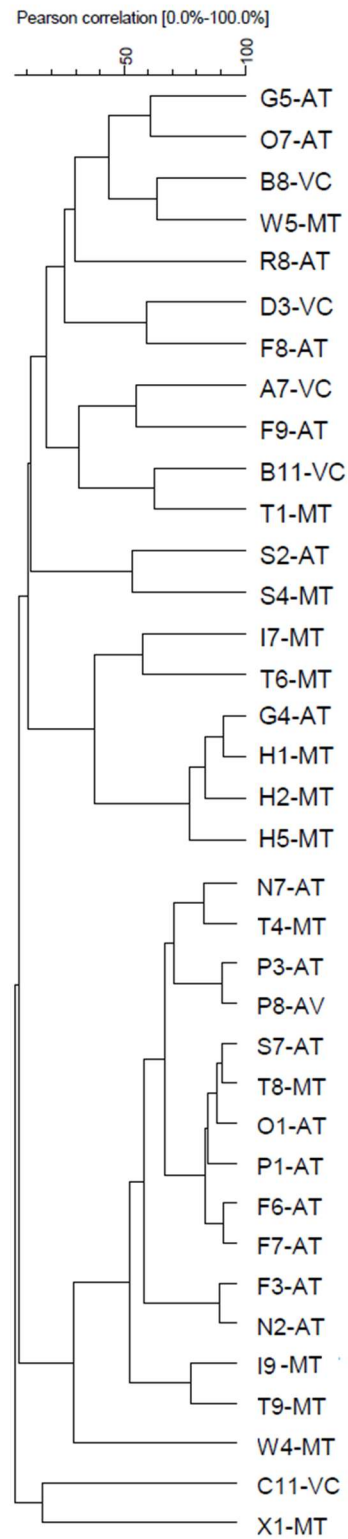 Pearson correlation [0.0%-100.0%]
50
100
G5-AT
O7-AT
B8-VC
W5-MT
R8-AT
D3-VC
F8-AT
A7-VC
F9-AT
B11-VC
T1-MT
S2-AT
S4-MT
I7-MT
T6-MT
G4-AT
H1-MT
H2-MT
H5-MT
N7-AT
T4-MT
P3-AT
P8-AV
S7-AT
T8-MT
O1-AT
P1-AT
F6-AT
F7-AT
F3-AT
N2-AT
I9-MT
T9-MT
W4-MT
C11-VC
X1-MT